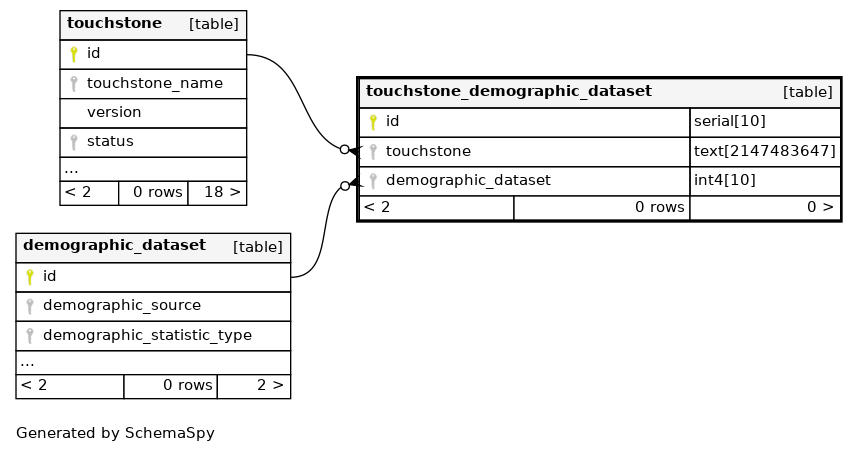 touchstone [table]
id
touchstone_name
version
status
...
< 2 0 rows 18 >
touchstone_demographic_dataset [table]
id serial[10]
touchstone text[2147483647]
demographic_dataset int4[10]
< 2 0 rows 0 >
demographic_dataset [table]
id
demographic_source
demographic_statistic_type
...
< 2 0 rows 2 >
Generated by SchemaSpy